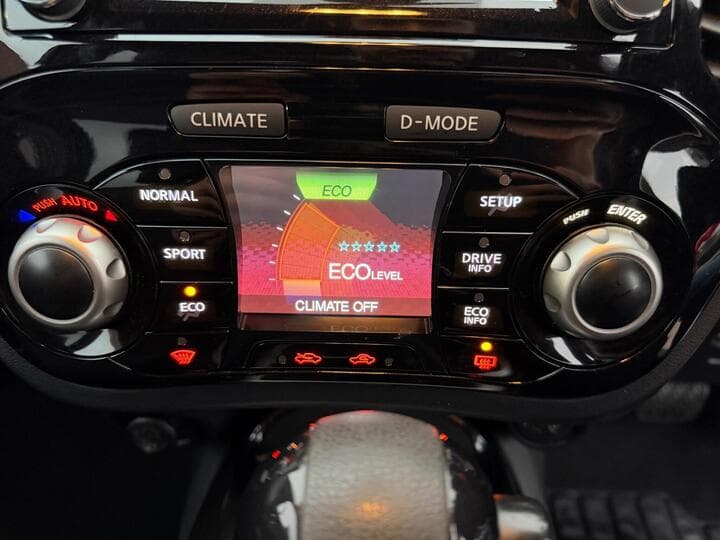 CLIMATE
D-MODE
PUSH AUTO
NORMAL
SPORT
ECO
ECO
ECO LEVEL
CLIMATE OFF
SETUP
DRIVE
INFO
ECO
INFO
PUSH ENTER